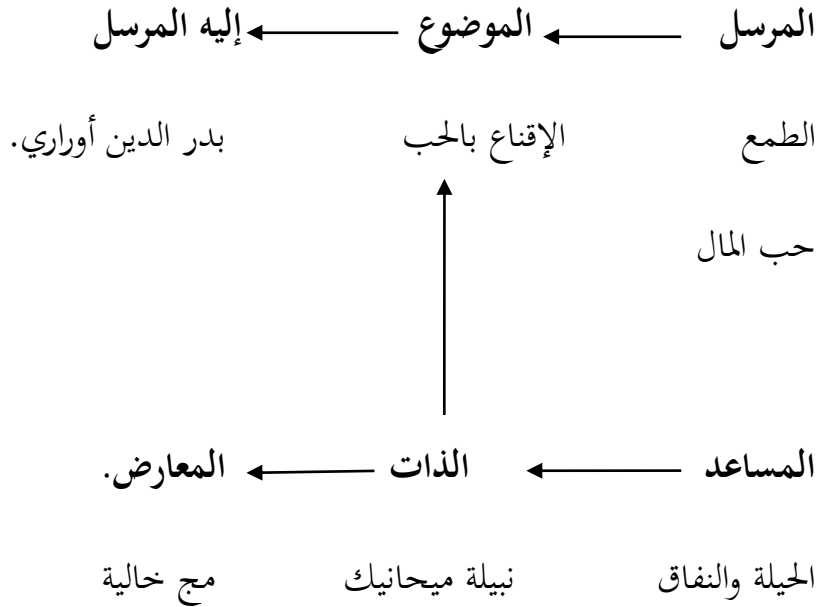 المرسل الموضوع إليه المرسل
الطمع الإقناع بالحب بدر الدين أوراري.
حب المال
المساعد الذات المعارض.
الحيلة والنفاق نبيلة ميحانيك مج خالية